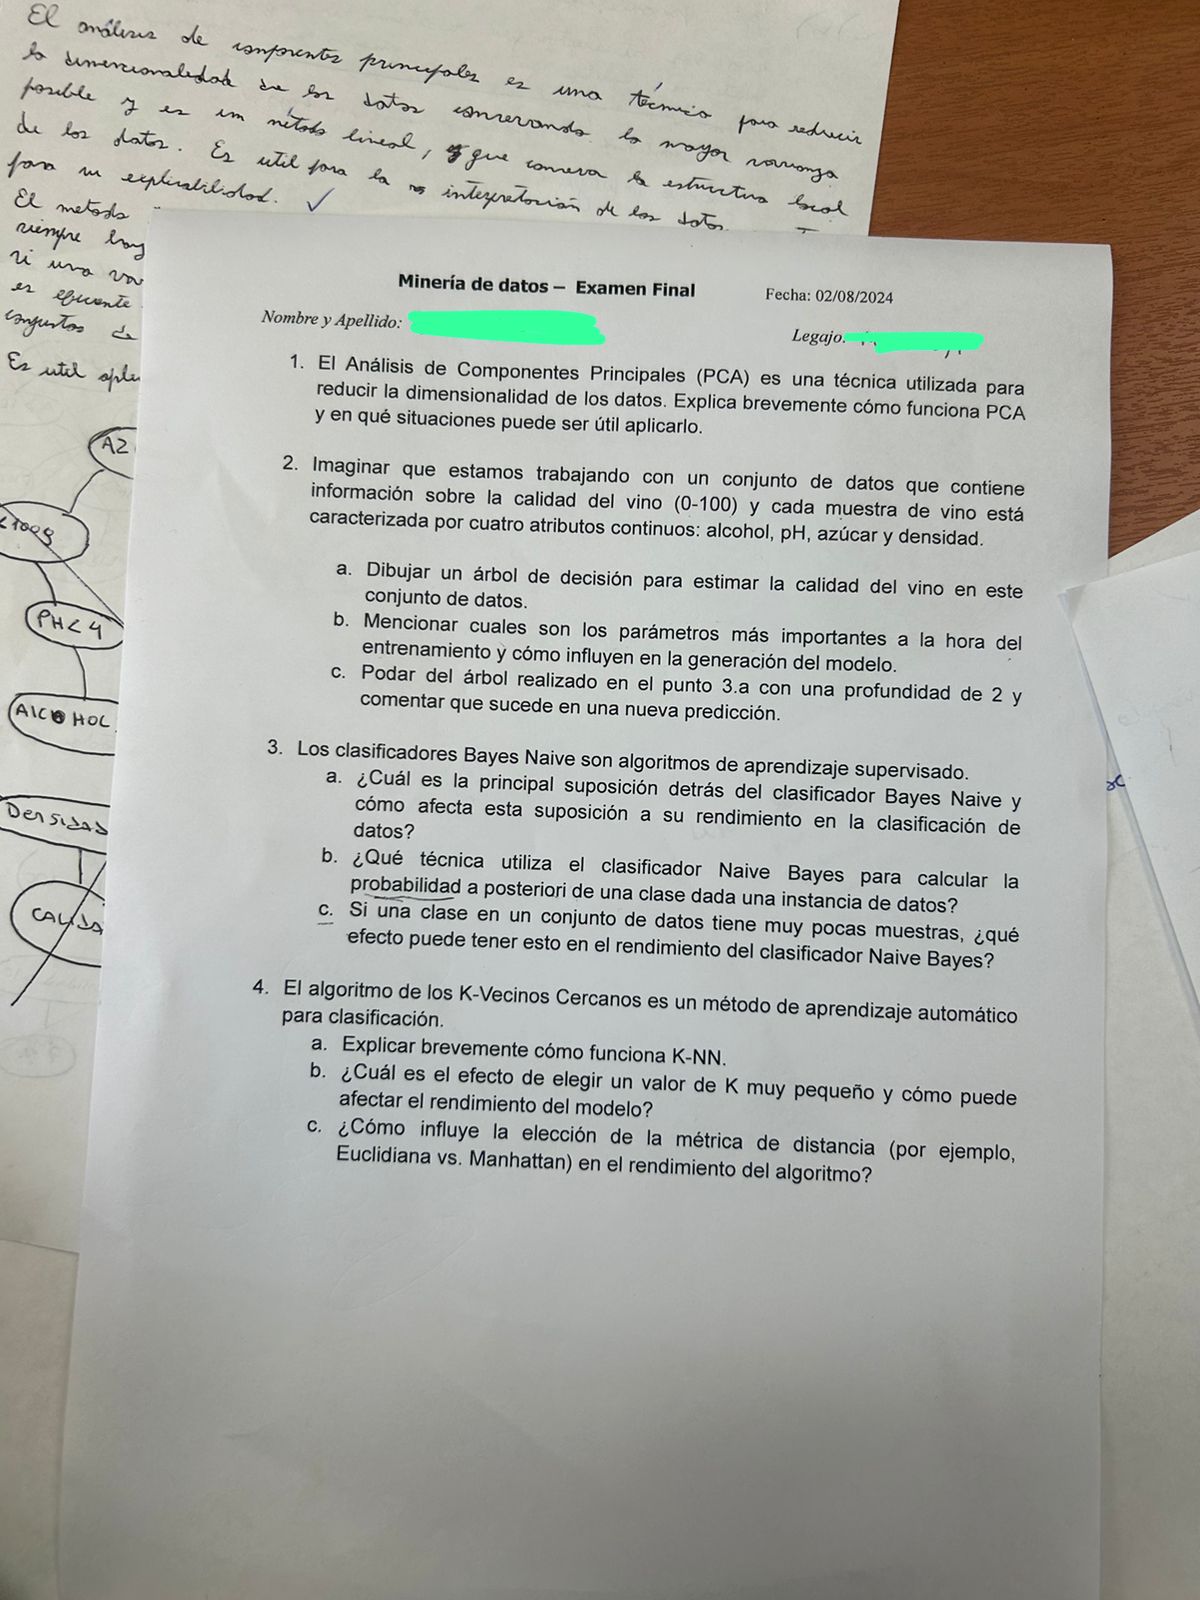 El análisis de componentes principales es una técnica para reducir
la dimencionalidad de los datos conservando la mayor varianza
posible y es un método lineal, y que conserva la estructura local
de los datos. Es util para la interpretación de los datos
para su explicabilidad.
El metodo
siempre hay
si una
es eficiente
conjuntos de
Es util
AZ
PH<4
AlCOHOL
DENSIDAD
CALIDA
Minería de datos – Examen Final
Fecha: 02/08/2024
Nombre y Apellido:
Legajo:
1. El Análisis de Componentes Principales (PCA) es una técnica utilizada para
reducir la dimensionalidad de los datos. Explica brevemente cómo funciona PCA
y en qué situaciones puede ser útil aplicarlo.
2. Imaginar que estamos trabajando con un conjunto de datos que contiene
información sobre la calidad del vino (0-100) y cada muestra de vino está
caracterizada por cuatro atributos continuos: alcohol, pH, azúcar y densidad.
a. Dibujar un árbol de decisión para estimar la calidad del vino en este
conjunto de datos.
b. Mencionar cuales son los parámetros más importantes a la hora del
entrenamiento y cómo influyen en la generación del modelo.
c. Podar del árbol realizado en el punto 3.a con una profundidad de 2 y
comentar que sucede en una nueva predicción.
3. Los clasificadores Bayes Naive son algoritmos de aprendizaje supervisado.
a. ¿Cuál es la principal suposición detrás del clasificador Bayes Naive y
cómo afecta esta suposición a su rendimiento en la clasificación de
datos?
b. ¿Qué técnica utiliza el clasificador Naive Bayes para calcular la
probabilidad a posteriori de una clase dada una instancia de datos?
c. Si una clase en un conjunto de datos tiene muy pocas muestras, ¿qué
efecto puede tener esto en el rendimiento del clasificador Naive Bayes?
4. El algoritmo de los K-Vecinos Cercanos es un método de aprendizaje automático
para clasificación.
a. Explicar brevemente cómo funciona K-NN.
b. ¿Cuál es el efecto de elegir un valor de K muy pequeño y cómo puede
afectar el rendimiento del modelo?
c. ¿Cómo influye la elección de la métrica de distancia (por ejemplo,
Euclidiana vs. Manhattan) en el rendimiento del algoritmo?